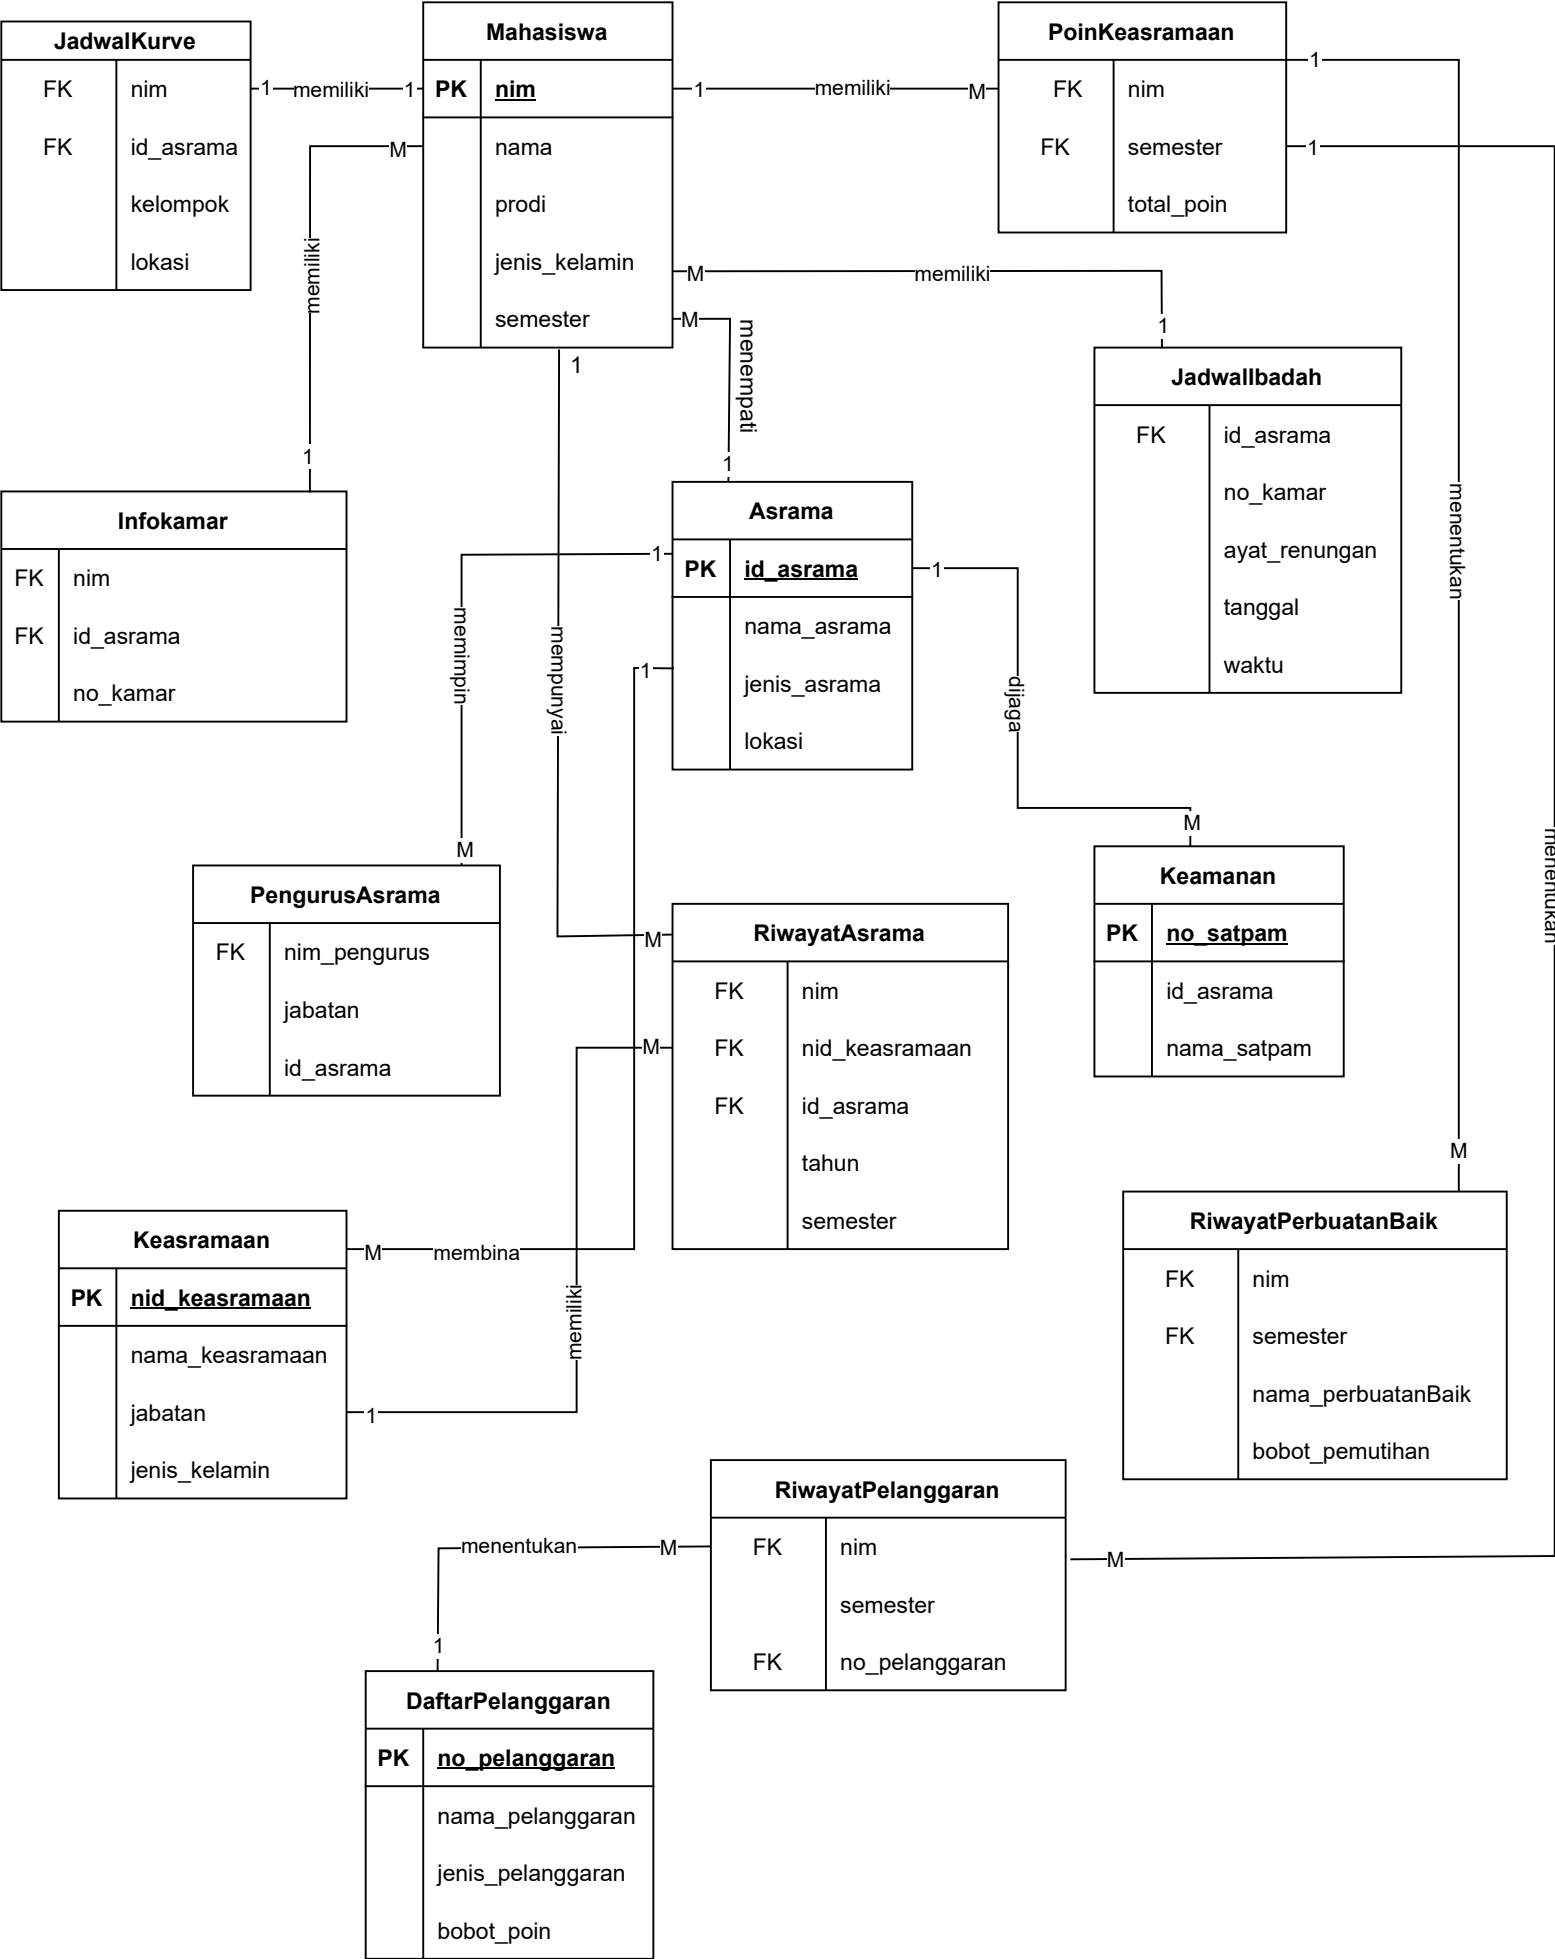 JadwalKurve
FK nim
FK id_asrama
kelompok
lokasi
1 memiliki 1
Mahasiswa
PK nim
nama
prodi
jenis_kelamin
semester
1 memiliki M
PoinKeasramaan
FK nim
FK semester
total_poin
1
1
M
memiliki
1
M memiliki
1
M
menempati
1
1
JadwalIbadah
FK id_asrama
no_kamar
ayat_renungan
tanggal
waktu
menentukan
Infokamar
FK nim
FK id_asrama
no_kamar
Asrama
PK id_asrama
nama_asrama
jenis_asrama
lokasi
1
memimpin
M
mempunyai
M
1
1
dijaga
M
menentukan
PengurusAsrama
FK nim_pengurus
jabatan
id_asrama
Keamanan
PK no_satpam
id_asrama
nama_satpam
RiwayatAsrama
FK nim
FK nid_keasramaan
FK id_asrama
tahun
semester
M
M
Keasramaan
PK nid_keasramaan
nama_keasramaan
jabatan
jenis_kelamin
M membina
memiliki
1
RiwayatPerbuatanBaik
FK nim
FK semester
nama_perbuatanBaik
bobot_pemutihan
RiwayatPelanggaran
FK nim
semester
FK no_pelanggaran
menentukan M
M
1
DaftarPelanggaran
PK no_pelanggaran
nama_pelanggaran
jenis_pelanggaran
bobot_poin